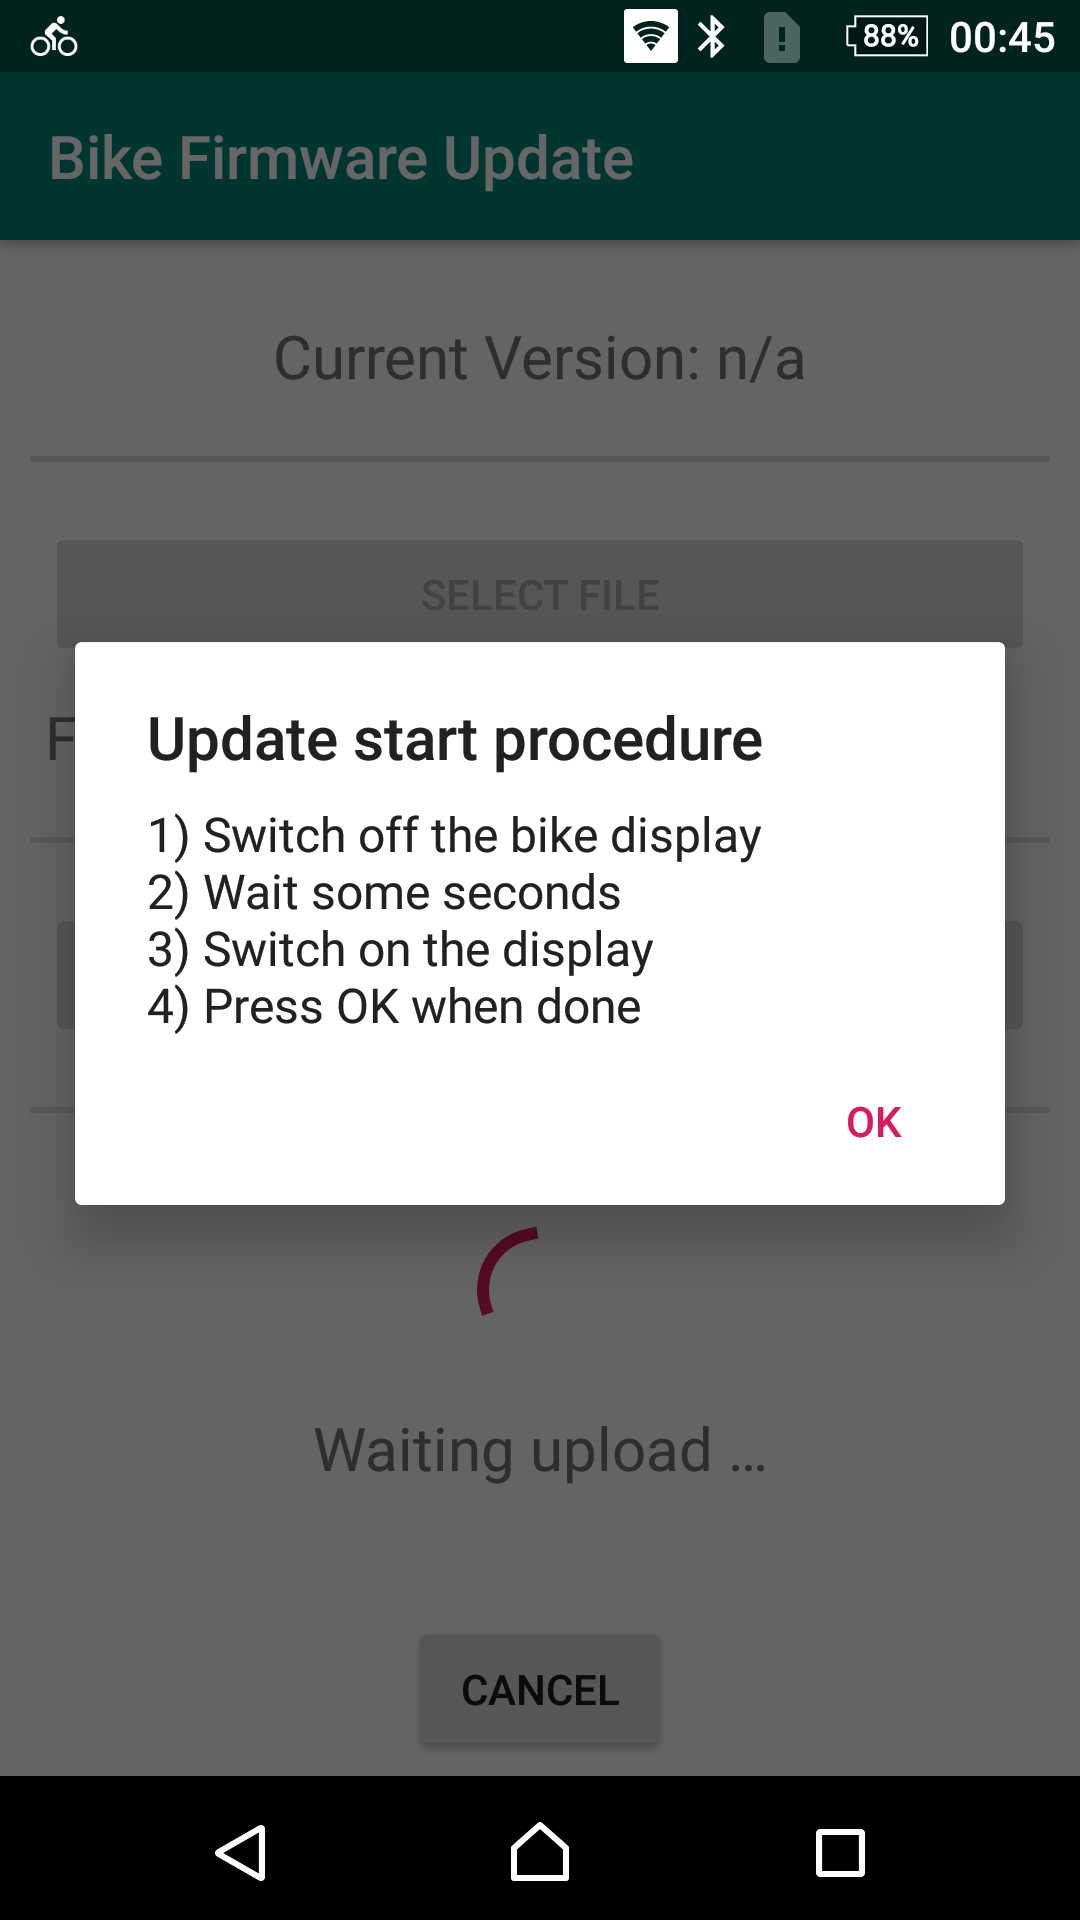 88% 00:45
Bike Firmware Update
Current Version: n/a
SELECT FILE
F
Update start procedure
1) Switch off the bike display
2) Wait some seconds
3) Switch on the display
4) Press OK when done
OK
Waiting upload ...
CANCEL